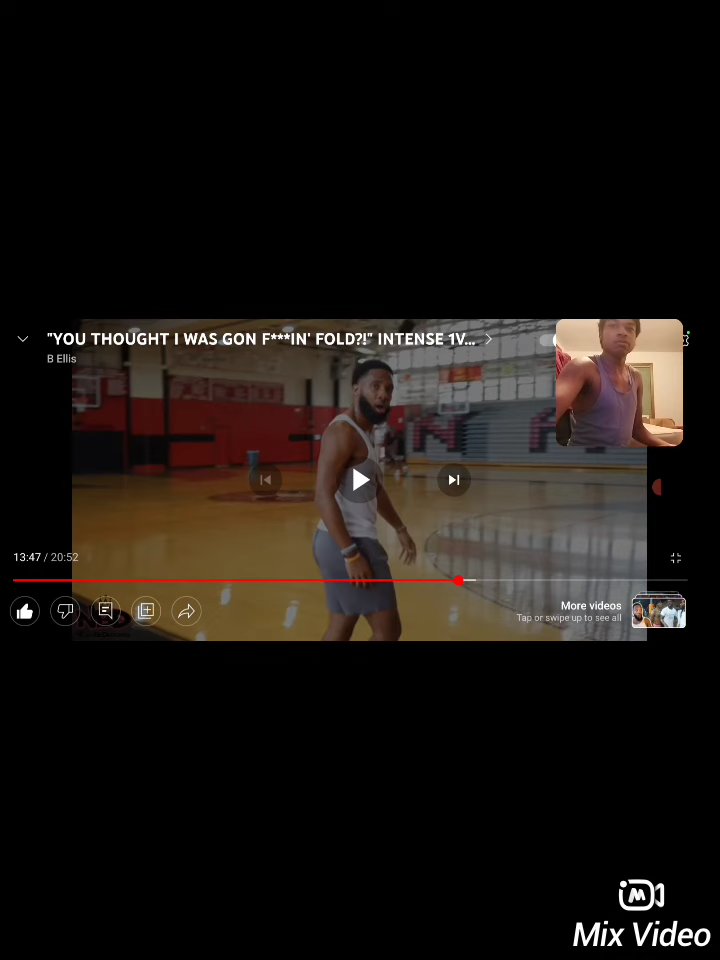 "YOU THOUGHT I WAS GON F***IN' FOLD?!" INTENSE 1V...
B Ellis
13:47 / 20:52
More videos
Tap or swipe up to see all
Mix Video